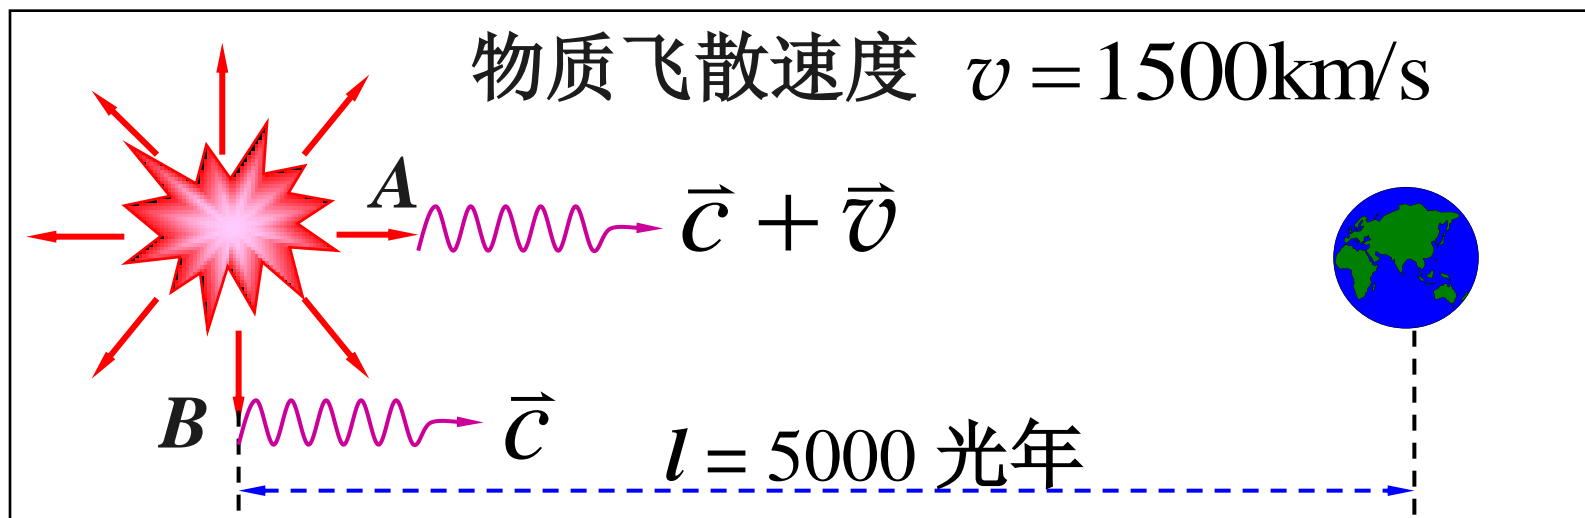 物质飞散速度 v = 1500km/s
A
c⃗ + v⃗
B
c⃗
l = 5000 光年